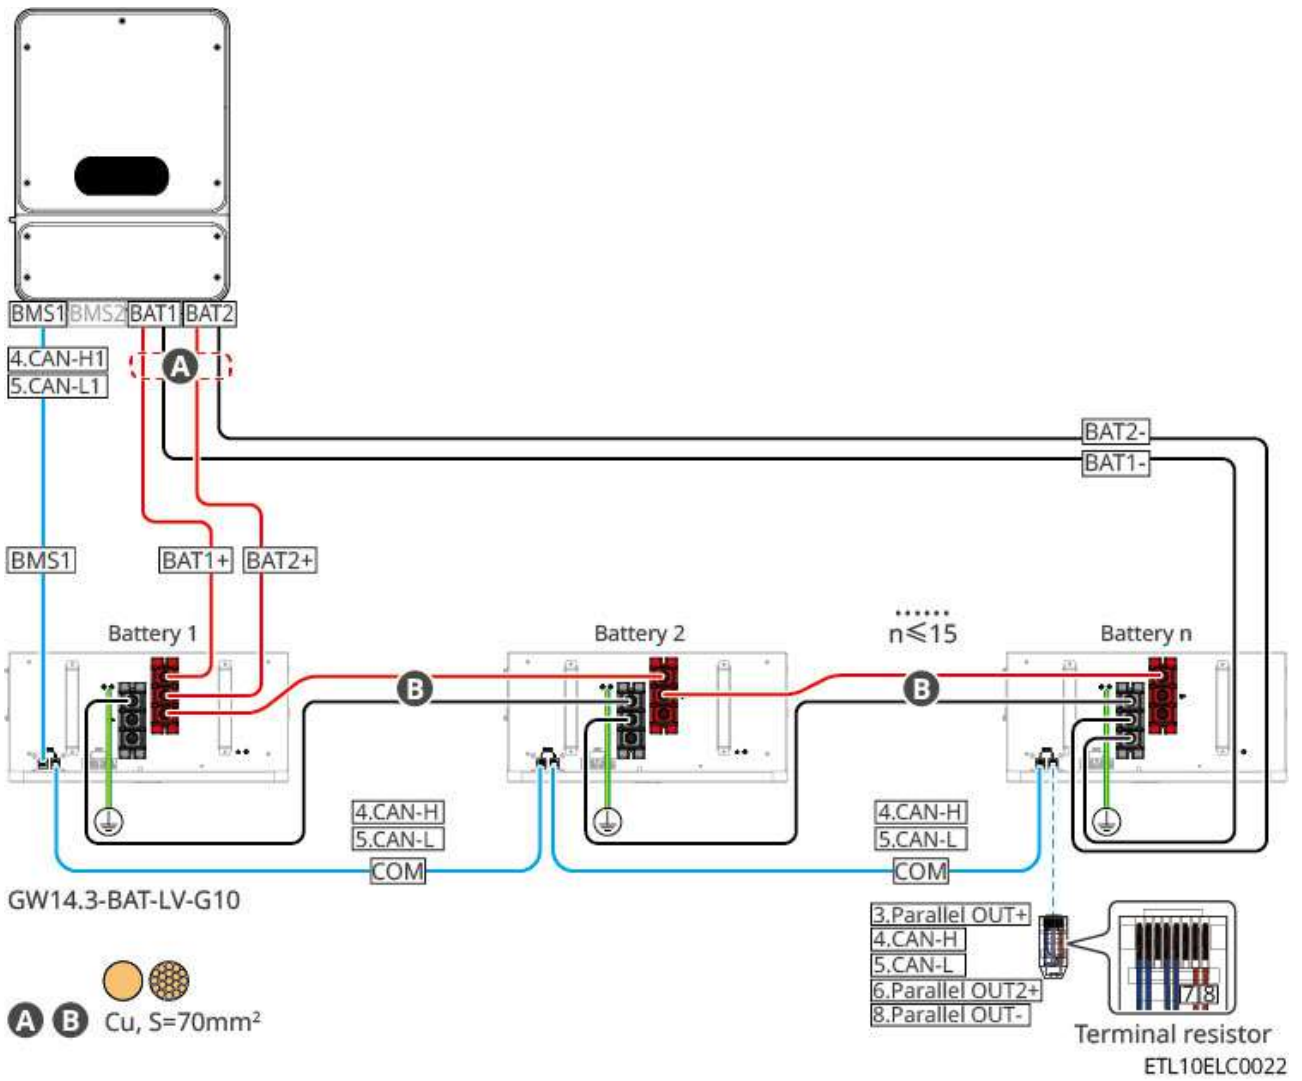 BMS1 BMS2 BAT1 BAT2
4.CAN-H1
5.CAN-L1
A
BAT2-
BAT1-
BMS1 BAT1+ BAT2+
n≤15
Battery 1 Battery 2 Battery n
B B
4.CAN-H 4.CAN-H
5.CAN-L 5.CAN-L
COM COM
GW14.3-BAT-LV-G10
3.Parallel OUT+
4.CAN-H
5.CAN-L
6.Parallel OUT2+
8.Parallel OUT-
7 8
A B Cu, S=70mm²
Terminal resistor
ETL10ELC0022